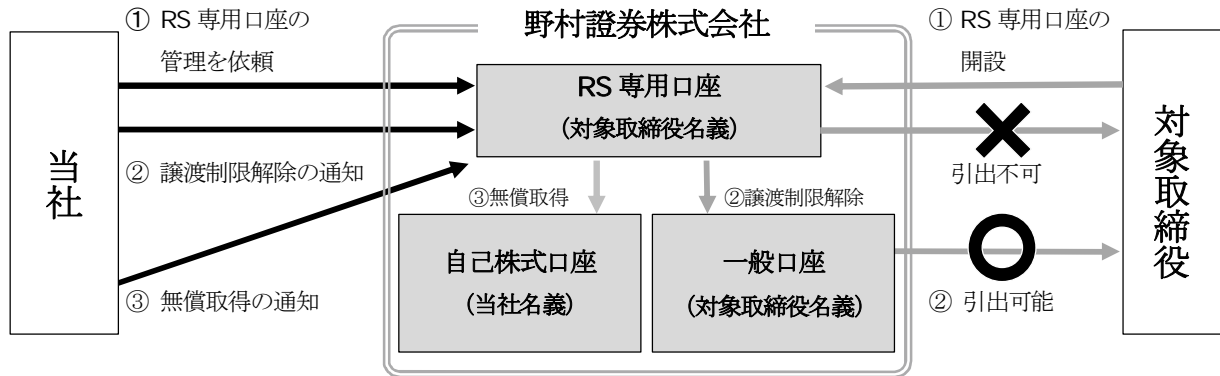 野村證券株式会社
① RS 専用口座の
管理を依頼
② 譲渡制限解除の通知
③ 無償取得の通知
当社
RS 専用口座
(対象取締役名義)
③無償取得
②譲渡制限解除
自己株式口座
(当社名義)
一般口座
(対象取締役名義)
① RS 専用口座の
開設
引出不可
② 引出可能
対象取締役